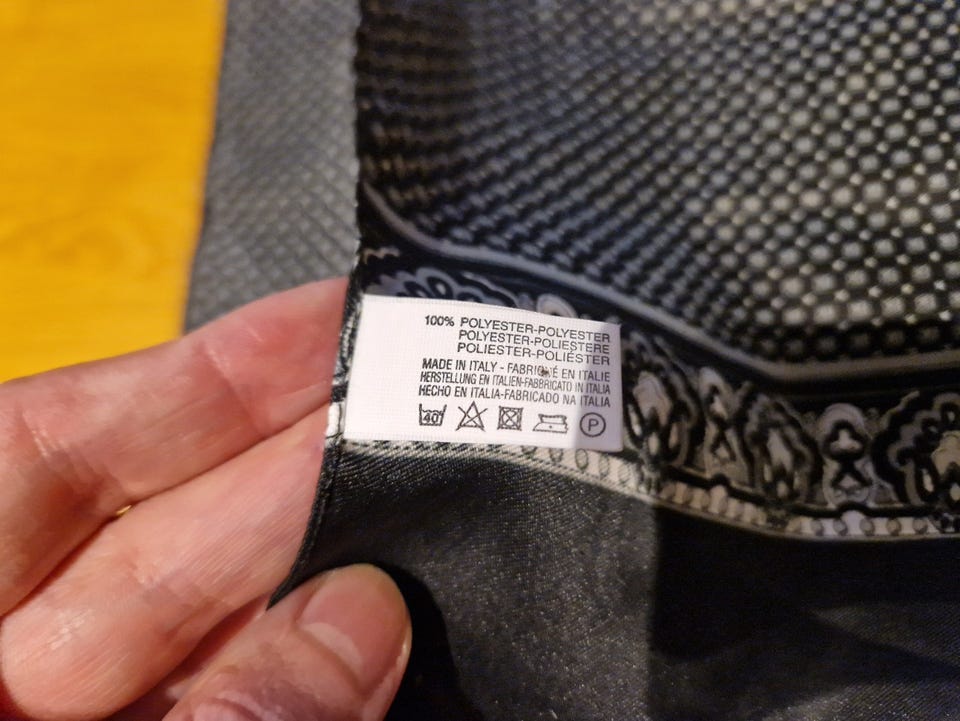 100% POLYESTER-POLYESTER
POLYESTER-POLIESTERE
POLIESTER-POLIÉSTER
MADE IN ITALY - FABRIQUÉ EN ITALIE
HERSTELLUNG EN ITALIEN-FABBRICATO IN ITALIA
HECHO EN ITALIA-FABRICADO NA ITALIA
40° P